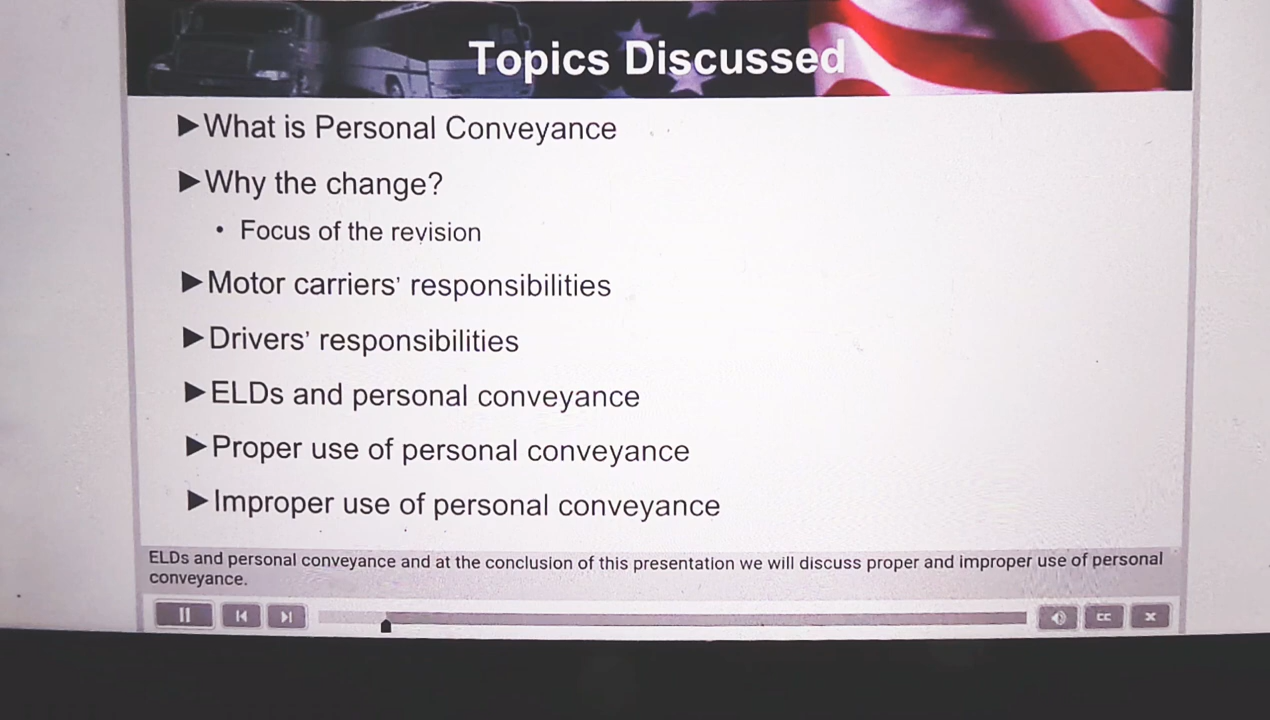 Topics Discussed
▶What is Personal Conveyance
▶Why the change?
• Focus of the revision
▶Motor carriers' responsibilities
▶Drivers' responsibilities
▶ELDs and personal conveyance
▶Proper use of personal conveyance
▶Improper use of personal conveyance
ELDs and personal conveyance and at the conclusion of this presentation we will discuss proper and improper use of personal
conveyance.
CC